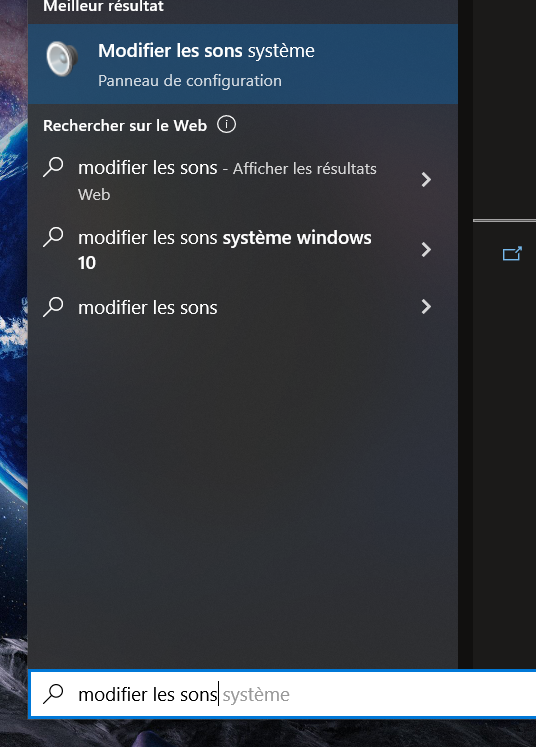 Meilleur résultat
Modifier les sons système
Panneau de configuration
Rechercher sur le Web
modifier les sons - Afficher les résultats
Web
modifier les sons système windows
10
modifier les sons
modifier les sons système